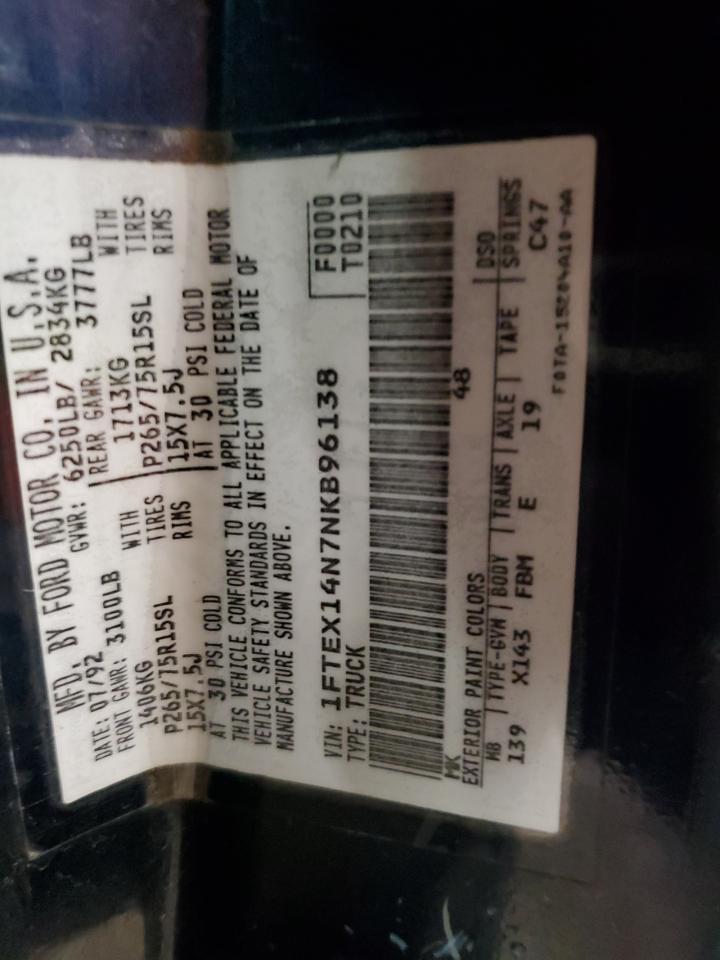 MFD. BY FORD MOTOR CO. IN U.S.A.
DATE: 07/92 GVWR: 6250LB/ 2834KG
FRONT GAWR: 3100LB REAR GAWR: 3777LB
1406KG WITH 1713KG WITH
P265/75R15SL TIRES P265/75R15SL TIRES
15X7.5J RIMS 15X7.5J RIMS
AT 30 PSI COLD AT 30 PSI COLD
THIS VEHICLE CONFORMS TO ALL APPLICABLE FEDERAL MOTOR
VEHICLE SAFETY STANDARDS IN EFFECT ON THE DATE OF
MANUFACTURE SHOWN ABOVE.
VIN: 1FTEX14N7NKB96138 F0000
TYPE: TRUCK T0210
MK 48
EXTERIOR PAINT COLORS DSO
WB TYPE-GVW BODY TRANS AXLE TAPE SPRINGS
139 X143 FBM E 19 C47